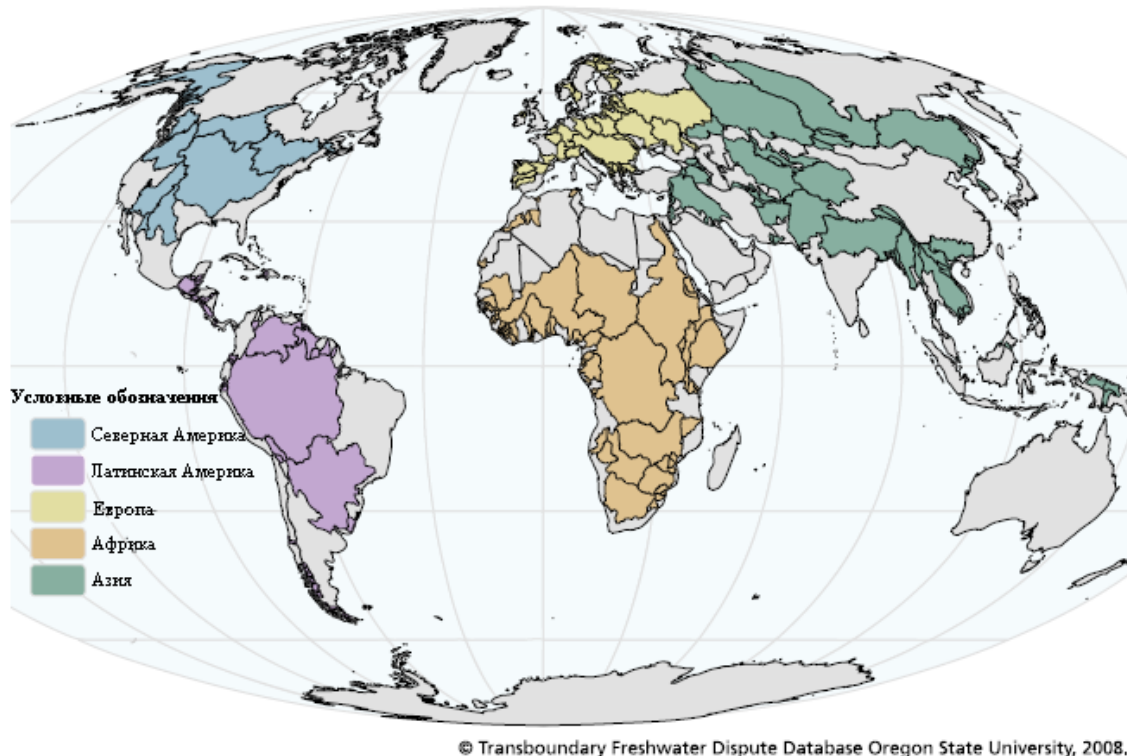 Условные обозначения
Северная Америка
Латинская Америка
Европа
Африка
Азия
© Transboundary Freshwater Dispute Database Oregon State University, 2008.